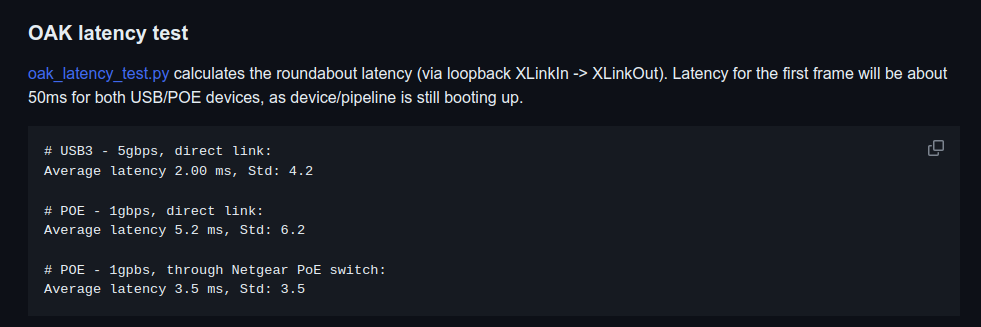 OAK latency test
oak_latency_test.py calculates the roundabout latency (via loopback XLinkIn -> XLinkOut). Latency for the first frame will be about
50ms for both USB/POE devices, as device/pipeline is still booting up.
# USB3 - 5gbps, direct link:
Average latency 2.00 ms, Std: 4.2
# POE - 1gbps, direct link:
Average latency 5.2 ms, Std: 6.2
# POE - 1gpbs, through Netgear PoE switch:
Average latency 3.5 ms, Std: 3.5